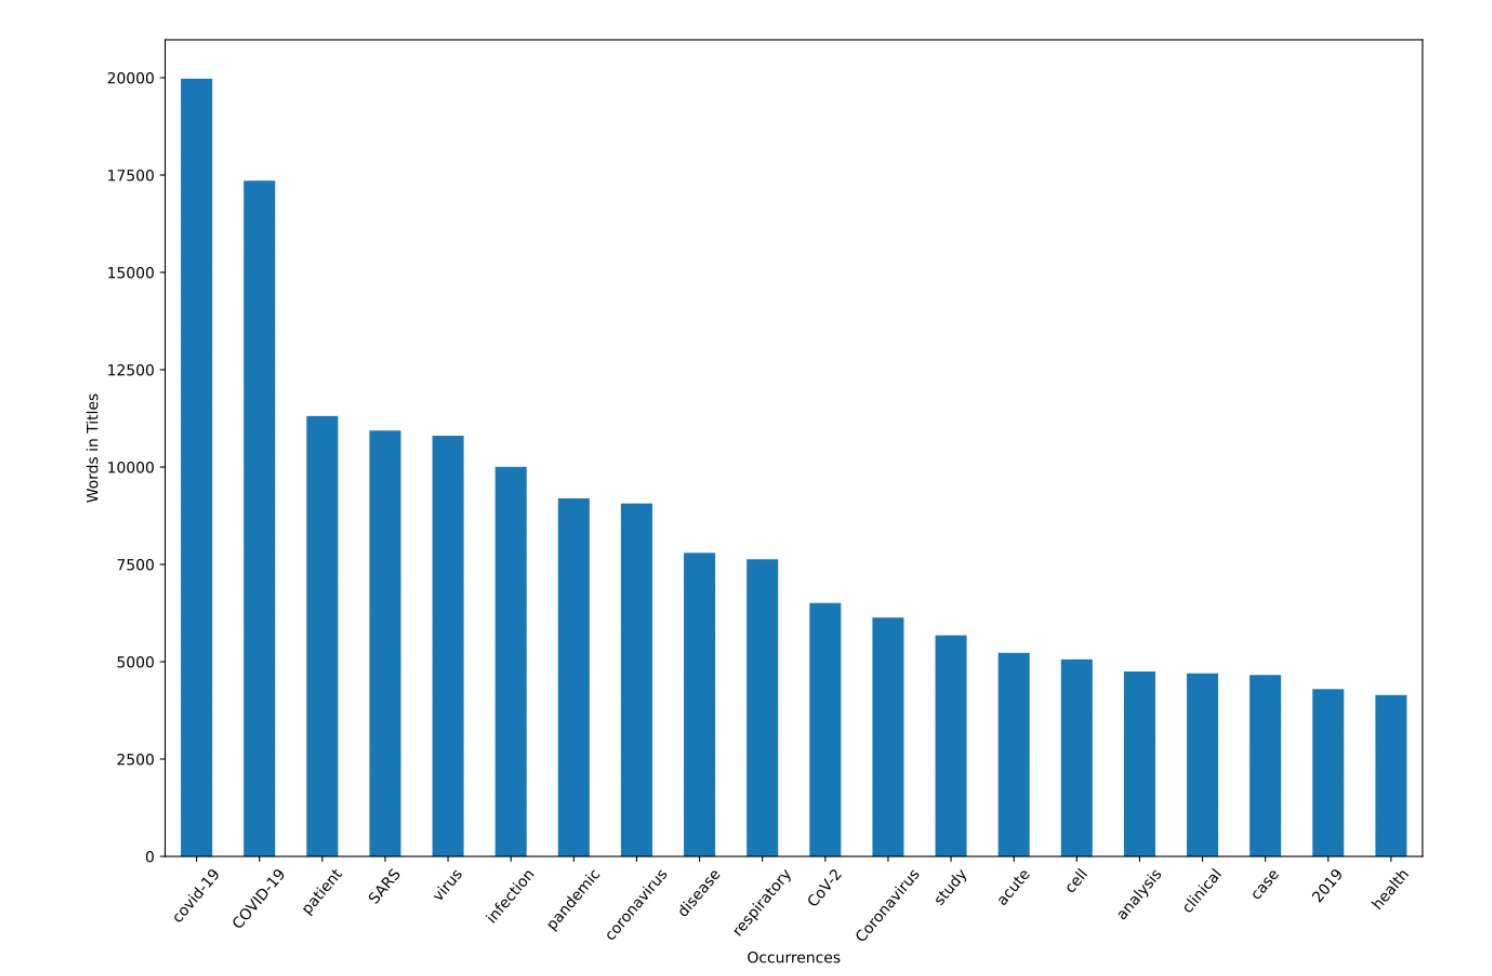 20000
17500
15000
12500
10000
7500
5000
2500
0
Words in Titles
covid-19
COVID-19
patient
SARS
virus
infection
pandemic
coronavirus
disease
respiratory
CoV-2
Coronavirus
study
acute
cell
analysis
clinical
case
2019
health
Occurrences